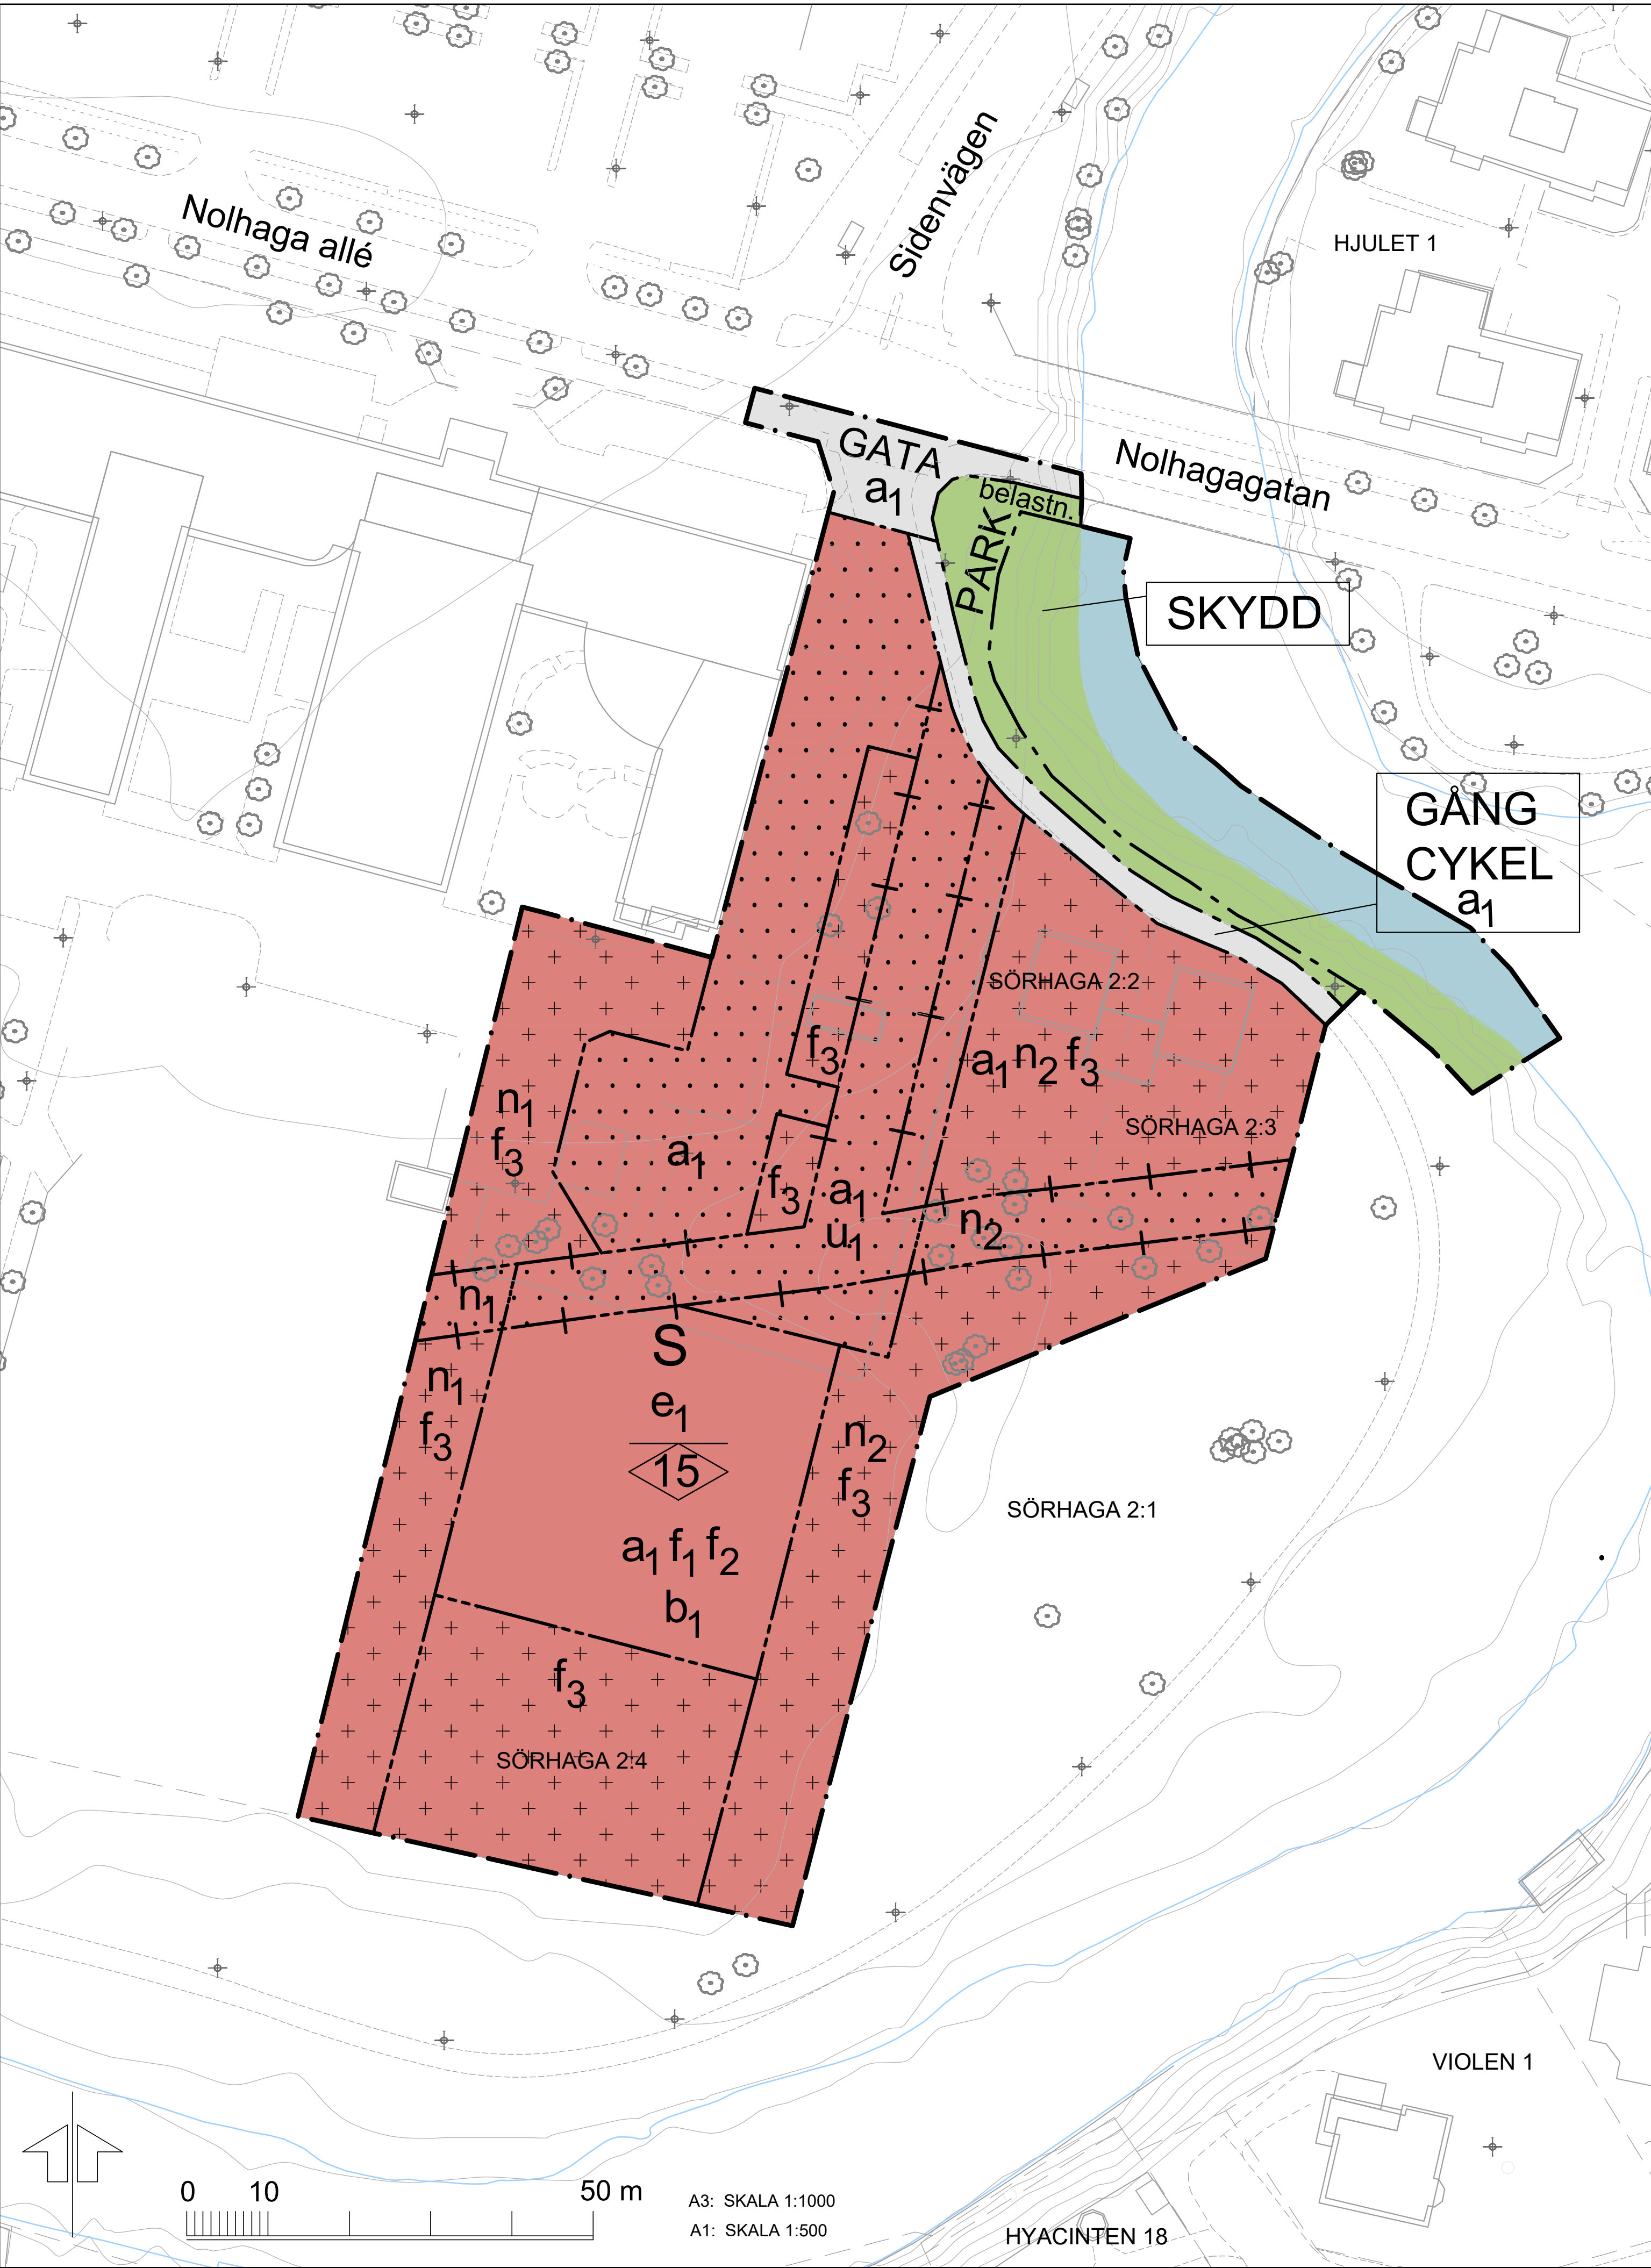 Nolhaga allé
Sidenvägen
HJULET 1
GATA
a1
belastn.
Nolhagagatan
PARK
SKYDD
GÅNG
CYKEL
a1
SÖRHAGA 2:2
f3
a1 n2 f3
n1
f3
SÖRHAGA 2:3
a1
f3
a1
u1
n2
n1
S
e1
15
n1
f3
n2
f3
SÖRHAGA 2:1
a1 f1 f2
b1
f3
SÖRHAGA 2:4
VIOLEN 1
0 10 50 m
A3: SKALA 1:1000
A1: SKALA 1:500
HYACINTEN 18